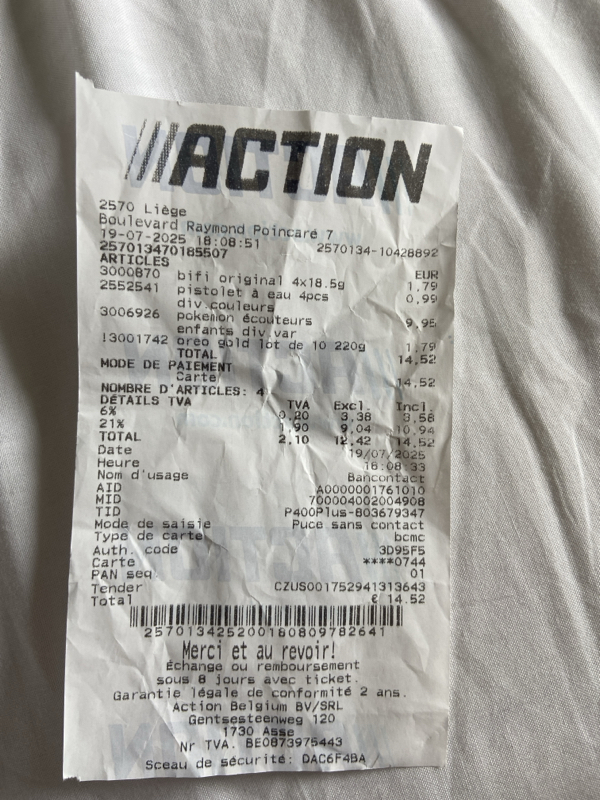 ACTION
2570 Liège
Boulevard Raymond Poincaré 7
19-07-2025 18:08:51 2570134-10428892
257013470185507
ARTICLES EUR
3000870 bifi original 4x18.5g 1,79
2552541 pistolet à eau 4pcs 0,99
div.couleurs
3006926 pokemon écouteurs 9,95
enfants div.var
!3001742 oreo gold lot de 10 220g 1,79
TOTAL 14,52
MODE DE PAIEMENT
Carte 14,52
NOMBRE D'ARTICLES: 4
DÉTAILS TVA TVA Excl. Incl.
6% 0,20 3,38 3,58
21% 1,90 9,04 10,94
TOTAL 2,10 12,42 14,52
Date 19/07/2025
Heure 18:08:33
Nom d'usage Bancontact
AID A0000001761010
MID 700004002004908
TID P400Plus-803679347
Mode de saisie Puce sans contact
Type de carte bcmc
Auth. code 3D95F5
Carte ****0744
PAN seq. 01
Tender CZUS001752941313643
Total € 14.52
257013425200180809782641
Merci et au revoir!
Échange ou remboursement
sous 8 jours avec ticket.
Garantie légale de conformité 2 ans.
Action Belgium BV/SRL
Gentsesteenweg 120
1730 Asse
Nr TVA. BE0873975443
Sceau de sécurité: DAC6F4BA